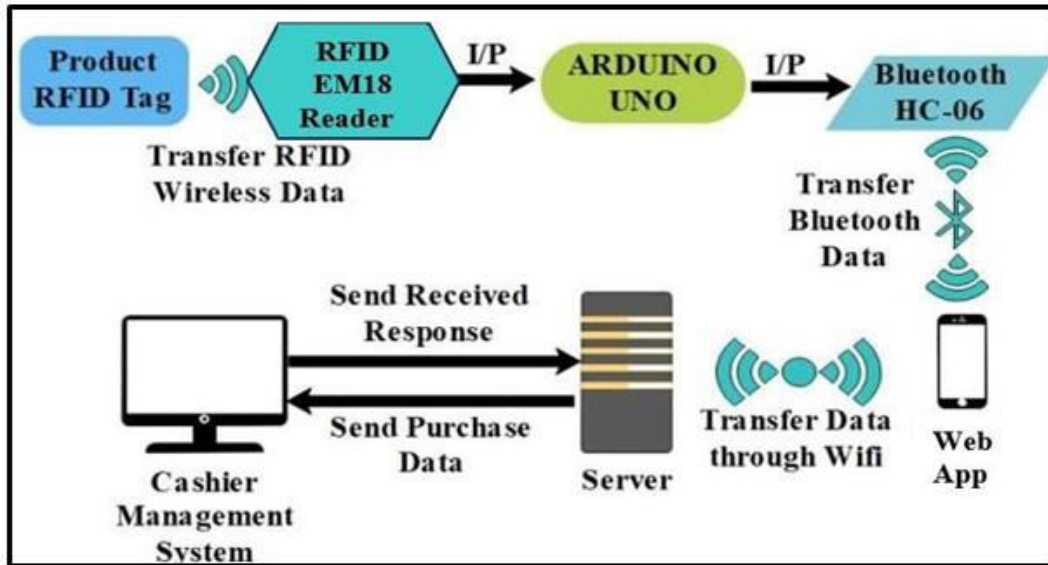 Product
RFID Tag
RFID
EM18
Reader
I/P
ARDUINO
UNO
I/P
Bluetooth
HC-06
Transfer RFID
Wireless Data
Transfer
Bluetooth
Data
Send Received
Response
Send Purchase
Data
Cashier
Management
System
Server
Transfer Data
through Wifi
Web
App